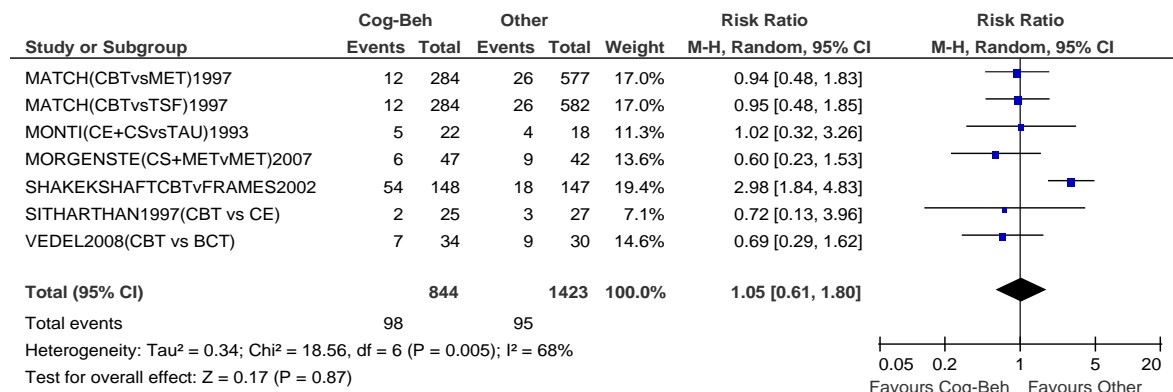 Cog-Beh Other Risk Ratio Risk Ratio
Study or Subgroup Events Total Events Total Weight M-H, Random, 95% CI M-H, Random, 95% CI
MATCH(CBTvsMET)1997 12 284 26 577 17.0% 0.94 [0.48, 1.83]
MATCH(CBTvsTSF)1997 12 284 26 582 17.0% 0.95 [0.48, 1.85]
MONTI(CE+CSvsTAU)1993 5 22 4 18 11.3% 1.02 [0.32, 3.26]
MORGENSTE(CS+METvMET)2007 6 47 9 42 13.6% 0.60 [0.23, 1.53]
SHAKEKSHAFTCBTvFRAMES2002 54 148 18 147 19.4% 2.98 [1.84, 4.83]
SITHARTHAN1997(CBT vs CE) 2 25 3 27 7.1% 0.72 [0.13, 3.96]
VEDEL2008(CBT vs BCT) 7 34 9 30 14.6% 0.69 [0.29, 1.62]
Total (95% CI) 844 1423 100.0% 1.05 [0.61, 1.80]
Total events 98 95
Heterogeneity: Tau² = 0.34; Chi² = 18.56, df = 6 (P = 0.005); I² = 68%
Test for overall effect: Z = 0.17 (P = 0.87)
0.05 0.2 1 5 20
Favours Cog-Beh Favours Other